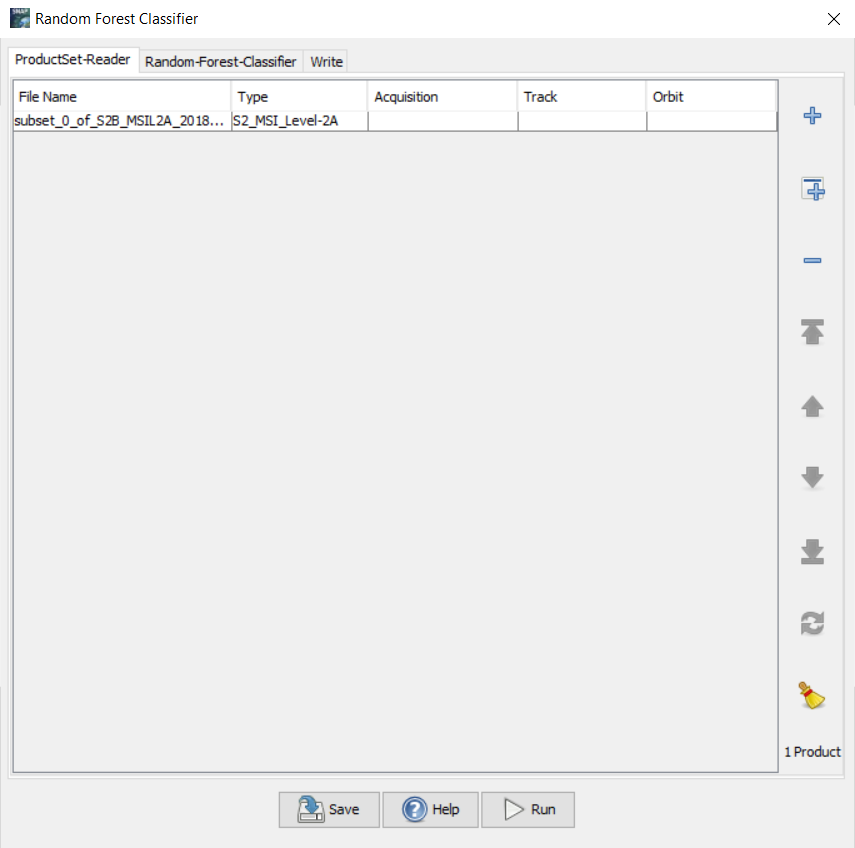 Random Forest Classifier
ProductSet-Reader Random-Forest-Classifier Write
File Name Type Acquisition Track Orbit
subset_0_of_S2B_MSIL2A_2018... S2_MSI_Level-2A
1 Product
Save Help Run